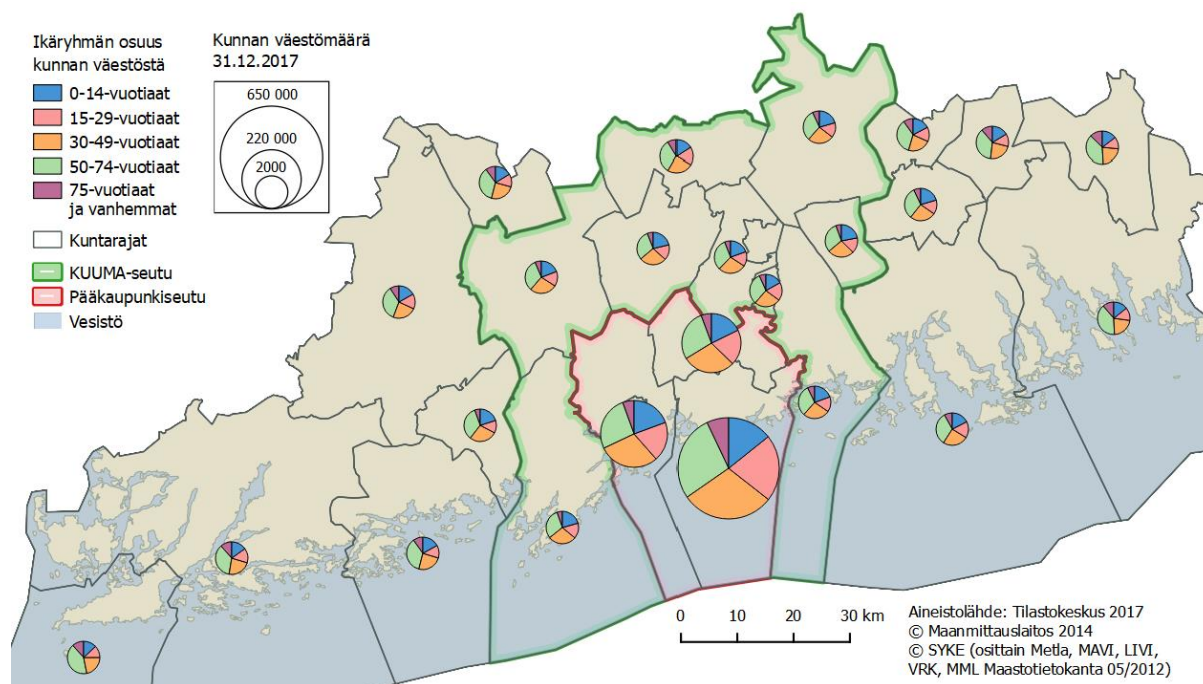 Ikäryhmän osuus
kunnan väestöstä
0-14-vuotiaat
15-29-vuotiaat
30-49-vuotiaat
50-74-vuotiaat
75-vuotiaat
ja vanhemmat
Kuntarajat
KUUMA-seutu
Pääkaupunkiseutu
Vesistö
Kunnan väestömäärä
31.12.2017
650 000
220 000
2000
0 10 20 30 km
Aineistolähde: Tilastokeskus 2017
© Maanmittauslaitos 2014
© SYKE (osittain Metla, MAVI, LIVI,
VRK, MML Maastotietokanta 05/2012)